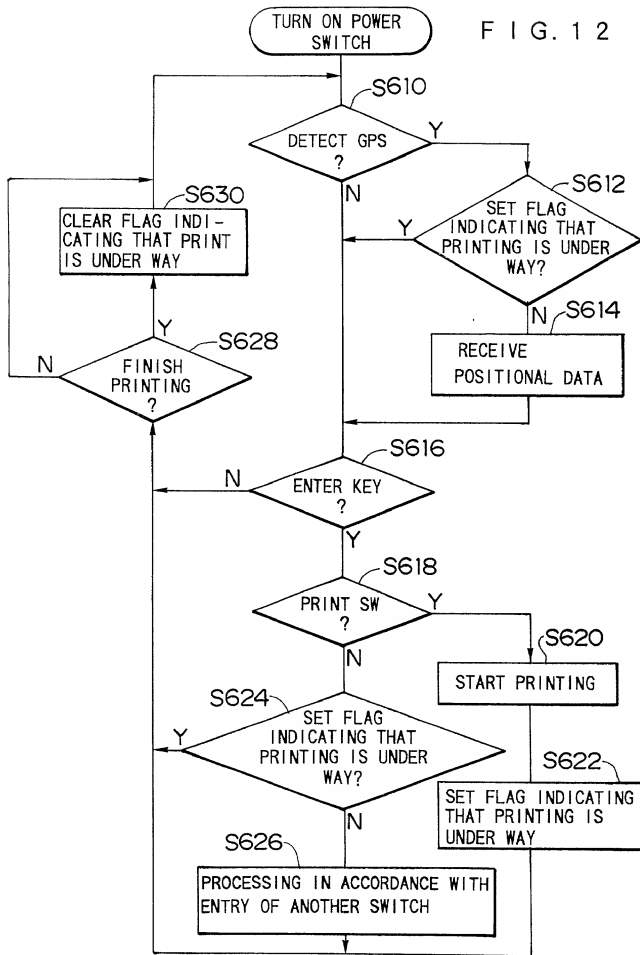 TURN ON POWER
SWITCH
FIG. 12
S610
DETECT GPS
?
Y
N
S612
SET FLAG
INDICATING THAT
PRINTING IS UNDER
WAY?
Y
N
S614
RECEIVE
POSITIONAL DATA
S630
CLEAR FLAG INDI-
CATING THAT PRINT
IS UNDER WAY
Y
S628
N
FINISH
PRINTING
?
S616
N
ENTER KEY
?
Y
S618
PRINT SW
?
Y
N
S620
START PRINTING
S624
SET FLAG
INDICATING THAT
PRINTING IS UNDER
WAY?
Y
N
S622
SET FLAG INDICATING
THAT PRINTING IS
UNDER WAY
S626
PROCESSING IN ACCORDANCE WITH
ENTRY OF ANOTHER SWITCH